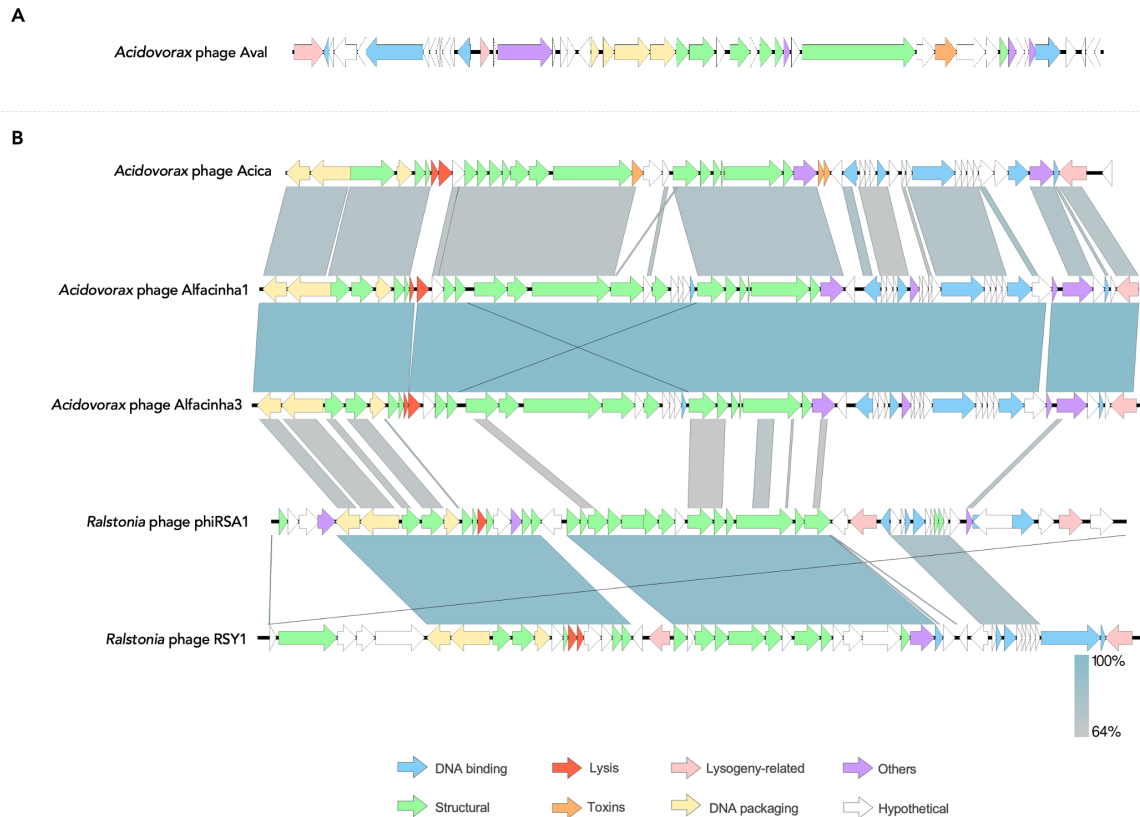 A
Acidovorax phage Aval
B
Acidovorax phage Acica
Acidovorax phage Alfacinha1
Acidovorax phage Alfacinha3
Ralstonia phage phiRSA1
Ralstonia phage RSY1
100%
64%
DNA binding
Lysis
Lysogeny-related
Others
Structural
Toxins
DNA packaging
Hypothetical